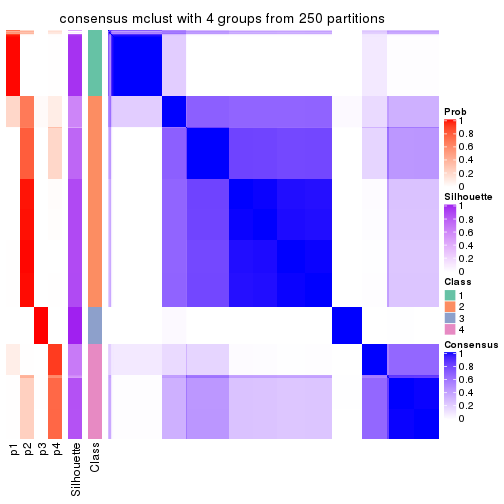 consensus mclust with 4 groups from 250 partitions
Prob
1
0.8
0.6
0.4
0.2
0
Silhouette
1
0.8
0.6
0.4
0.2
0
Class
1
2
3
4
Consensus
1
0.8
0.6
0.4
0.2
0
p1
p2
p3
p4
Silhouette
Class